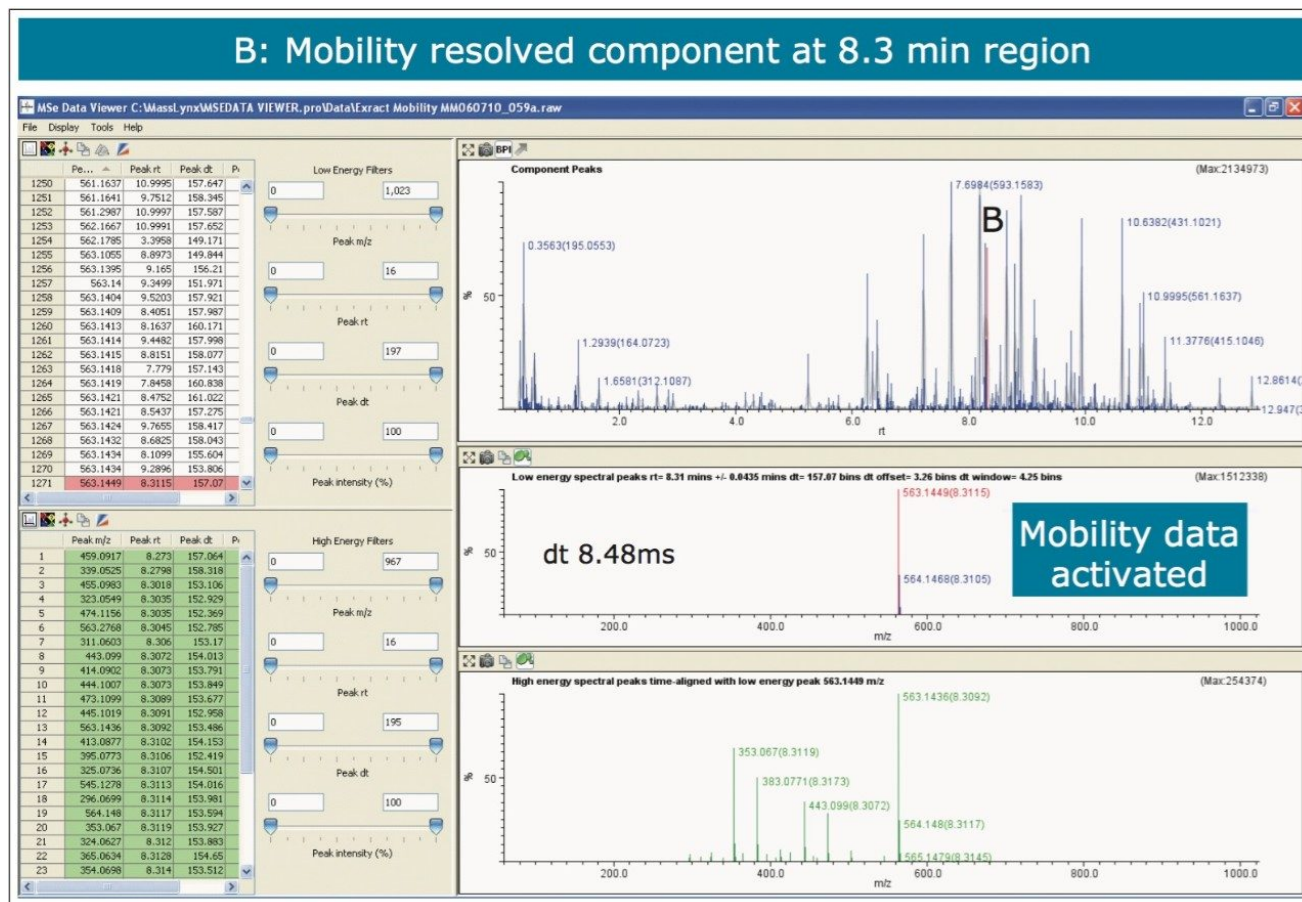 B: Mobility resolved component at 8.3 min region
MSe Data Viewer C:\MassLynx\MSEDATA VIEWER.pro\Data\Exract Mobility MM060710_059a.raw
File Display Tools Help
Pe... Peak rt Peak dt
1250 561.1637 10.9995 157.647
1251 561.1641 9.7512 158.345
1252 561.2987 10.9997 157.587
1253 562.1667 10.9991 157.652
1254 562.1785 3.3958 149.171
1255 563.1055 8.8973 149.844
1256 563.1395 9.165 156.21
1257 563.14 9.3499 151.971
1258 563.1404 9.5203 157.921
1259 563.1409 8.4051 157.987
1260 563.1413 8.1637 160.171
1261 563.1414 9.4482 157.998
1262 563.1415 8.8151 158.077
1263 563.1418 7.779 157.143
1264 563.1419 7.8458 160.838
1265 563.1421 8.4752 161.022
1266 563.1421 8.5437 157.275
1267 563.1424 9.7655 158.417
1268 563.1432 8.6825 158.043
1269 563.1434 8.1099 155.604
1270 563.1434 9.2896 153.806
1271 563.1449 8.3115 157.07
Low Energy Filters
0 1,023
Peak m/z
0 16
Peak rt
0 197
Peak dt
0 100
Peak intensity (%)
BPI
Component Peaks (Max:2134973)
7.6984(593.1583)
B
0.3563(195.0553)
10.6382(431.1021)
% 50
10.9995(561.1637)
1.2939(164.0723)
11.3776(415.1046)
1.6581(312.1087)
12.8614(3
12.947(3
2.0 4.0 6.0 8.0 10.0 12.0
rt
Low energy spectral peaks rt= 8.31 mins +/- 0.0435 mins dt= 157.07 bins dt offset= 3.26 bins dt window= 4.25 bins (Max:1512338)
563.1449(8.3115)
% 50
dt 8.48ms
Mobility data
activated
564.1468(8.3105)
200.0 400.0 600.0 800.0 1000.0
m/z
Peak m/z Peak rt Peak dt
1 459.0917 8.273 157.064
2 339.0525 8.2798 158.318
3 455.0983 8.3018 153.106
4 323.0549 8.3035 152.929
5 474.1156 8.3035 152.369
6 563.2768 8.3045 152.785
7 311.0603 8.306 153.17
8 443.099 8.3072 154.013
9 414.0902 8.3073 153.791
10 444.1007 8.3073 153.849
11 473.1099 8.3089 153.677
12 445.1019 8.3091 152.958
13 563.1436 8.3092 153.486
14 413.0877 8.3102 154.153
15 395.0773 8.3106 152.419
16 325.0736 8.3107 154.501
17 545.1278 8.3113 154.016
18 296.0699 8.3114 153.981
19 564.148 8.3117 153.594
20 353.067 8.3119 153.927
21 324.0627 8.312 153.883
22 365.0634 8.3128 154.65
23 354.0698 8.314 153.512
High Energy Filters
0 967
Peak m/z
0 16
Peak rt
0 195
Peak dt
0 100
Peak intensity (%)
High energy spectral peaks time-aligned with low energy peak 563.1449 m/z (Max:254374)
563.1436(8.3092)
353.067(8.3119)
% 50
383.0771(8.3173)
443.099(8.3072)
564.148(8.3117)
565.1479(8.3145)
200.0 400.0 600.0 800.0 1000.0
m/z